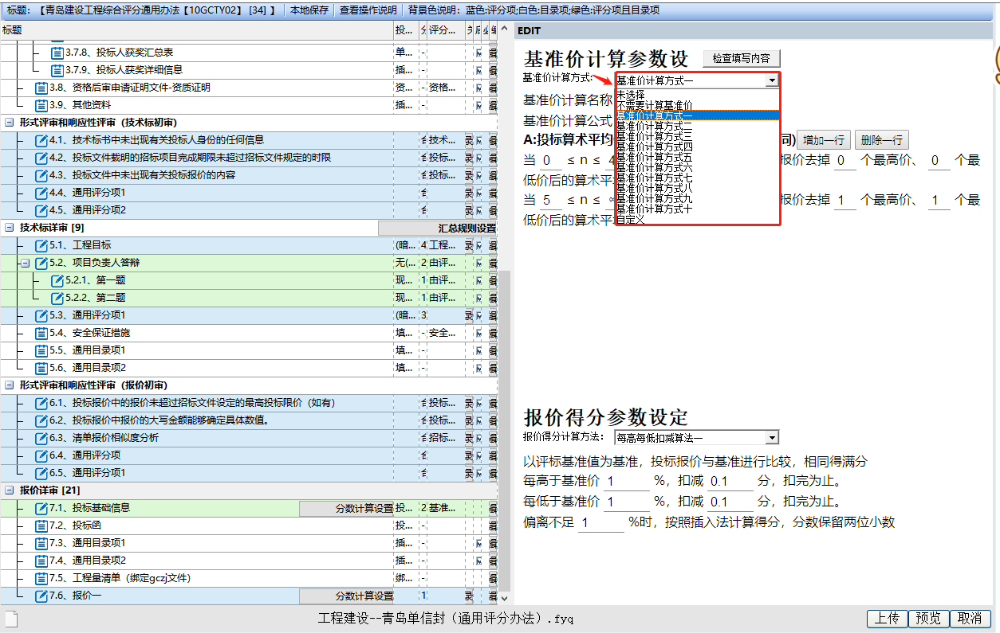 标题：【青岛建设工程综合评分通用办法【10GCTY02】 [34] 】 本地保存 查看操作说明 背景色说明：蓝色:评分项;白色:目录项;绿色:评分项且目录项
标题 投... 评分...
3.7.8、投标人获奖汇总表 单... -
3.7.9、投标人获奖详细信息 插... -
3.8、资格后审申请证明文件-资质证明 插... - 资格...
3.9、其他资料 插... -
形式评审和响应性评审（技术标初审）
4.1、技术标书中未出现有关投标人身份的任何信息 技术...
4.2、投标文件载明的招标项目完成期限未超过招标文件规定的时限 投标...
4.3、投标文件中未出现有关投标报价的内容 投标...
4.4、通用评分项1
4.5、通用评分项2
技术标详审 [9] 汇总规则设置
5.1、工程目标 (暗... 4 工程...
5.2、项目负责人答辩 无(... 2 由评...
5.2.1、第一题 现... 1 由评...
5.2.2、第二题 现... 1 由评...
5.3、通用评分项1 (暗... 3
5.4、安全保证措施 填... - 安全...
5.5、通用目录项1 填... -
5.6、通用目录项2 填... -
形式评审和响应性评审（报价初审）
6.1、投标报价中的报价未超过招标文件设定的最高投标限价（如有） 投标...
6.2、投标报价中报价的大写金额能够确定具体数值。 投标...
6.3、清单报价相似度分析 招标...
6.4、通用评分项
6.5、通用评分项1
报价详审 [21]
7.1、投标基础信息 分数计算设置 投... 2 基准...
7.2、投标函 投... -
7.3、通用目录项1 插... -
7.4、通用目录项2 插... -
7.5、工程量清单（绑定gczj文件） 绑... -
7.6、报价一 分数计算设置 1
EDIT
基准价计算参数设 检查填写内容
基准价计算方式: 基准价计算方式一
未选择
不需要计算基准价
基准价计算方式一
基准价计算方式二
基准价计算方式三
基准价计算方式四
基准价计算方式五
基准价计算方式六
基准价计算方式七
基准价计算方式八
基准价计算方式九
基准价计算方式十
自定义
基准价计算名称
基准价计算公式
A:投标算术平均 同) 增加一行 删除一行
当 0 ≤ n ≤ 4 报价去掉 0 个最高价、 0 个最
低价后的算术平
当 5 ≤ n ≤ ∞ 报价去掉 1 个最高价、 1 个最
低价后的算术平
报价得分参数设定
报价得分计算方法： 每高每低扣减算法一
以评标基准值为基准，投标报价与基准进行比较，相同得满分
每高于基准价 1 %，扣减 0.1 分，扣完为止。
每低于基准价 1 %，扣减 0.1 分，扣完为止。
偏离不足 1 %时，按照插入法计算得分，分数保留两位小数
工程建设--青岛单信封（通用评分办法）.fyq
上传 预览 取消